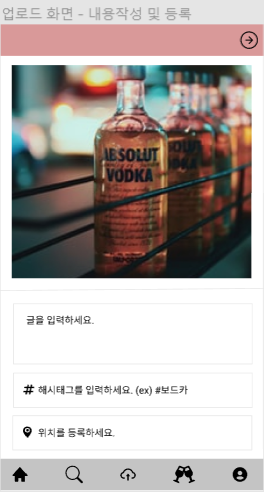 업로드 화면 - 내용작성 및 등록
ABSOLUT
VODKA
ABSOLUT
글을 입력하세요.
# 해시태그를 입력하세요. (ex) #보드카
위치를 등록하세요.